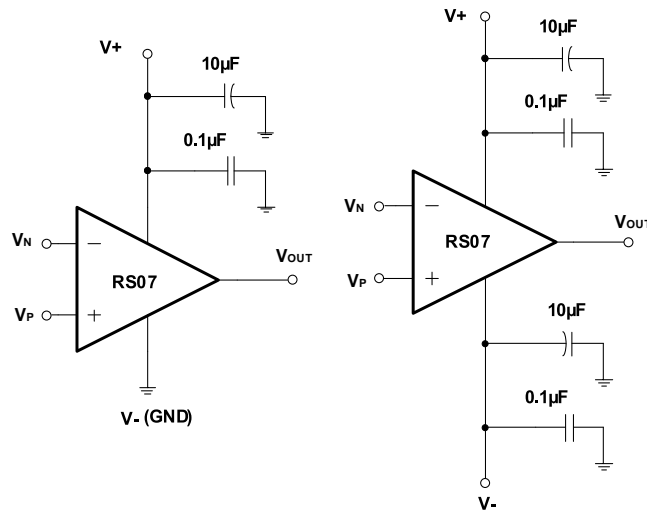 V+
10µF
0.1µF
VN
−
RS07
VOUT
VP
+
V- (GND)
V+
10µF
0.1µF
VN
−
RS07
VOUT
VP
+
10µF
0.1µF
V-